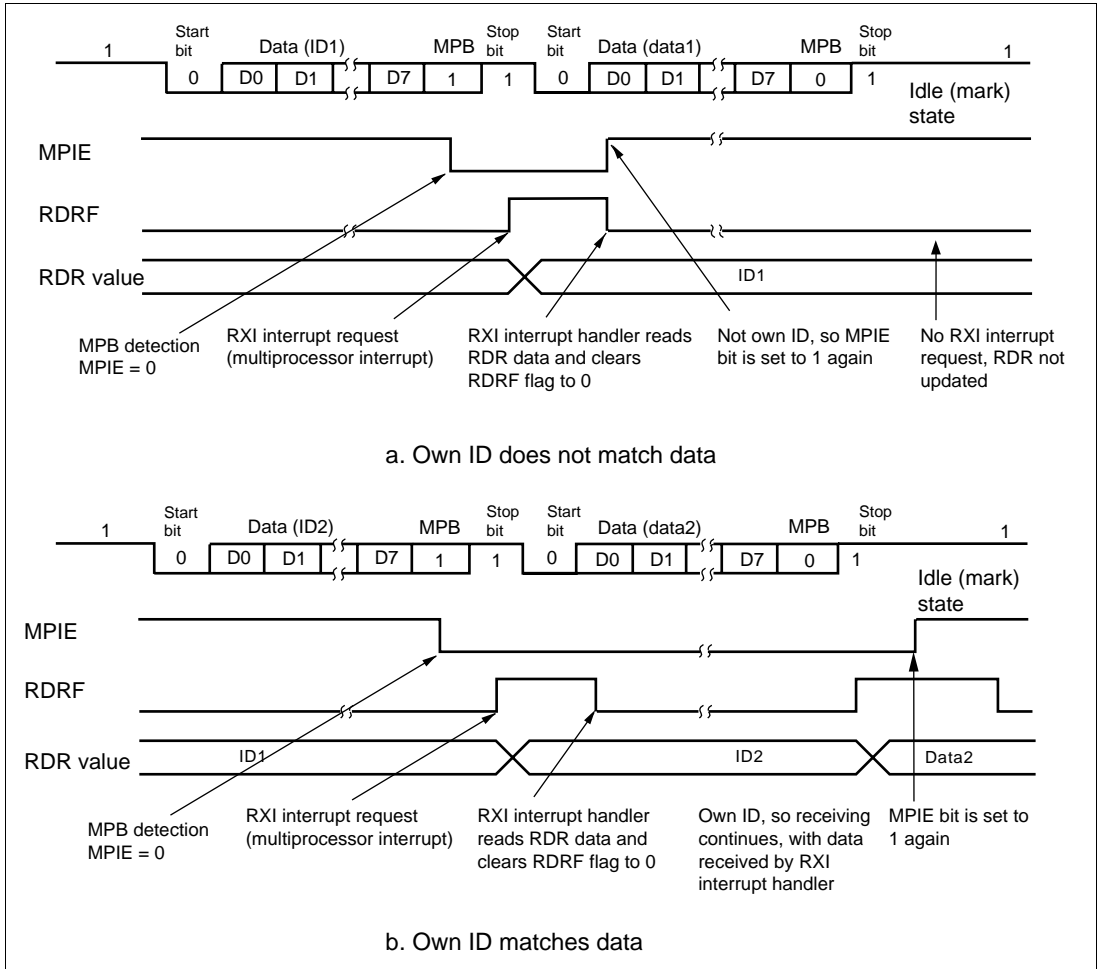 Start bit Data (ID1) MPB Stop bit Start bit Data (data1) MPB Stop bit
1 0 D0 D1 D7 1 1 0 D0 D1 D7 0 1 1
Idle (mark) state
MPIE
RDRF
RDR value ID1
MPB detection
MPIE = 0
RXI interrupt request
(multiprocessor interrupt)
RXI interrupt handler reads
RDR data and clears
RDRF flag to 0
Not own ID, so MPIE
bit is set to 1 again
No RXI interrupt
request, RDR not
updated
a. Own ID does not match data
Start bit Data (ID2) MPB Stop bit Start bit Data (data2) MPB Stop bit
1 0 D0 D1 D7 1 1 0 D0 D1 D7 0 1 1
Idle (mark) state
MPIE
RDRF
RDR value ID1 ID2 Data2
MPB detection
MPIE = 0
RXI interrupt request
(multiprocessor interrupt)
RXI interrupt handler
reads RDR data and
clears RDRF flag to 0
Own ID, so receiving
continues, with data
received by RXI
interrupt handler
MPIE bit is set to
1 again
b. Own ID matches data